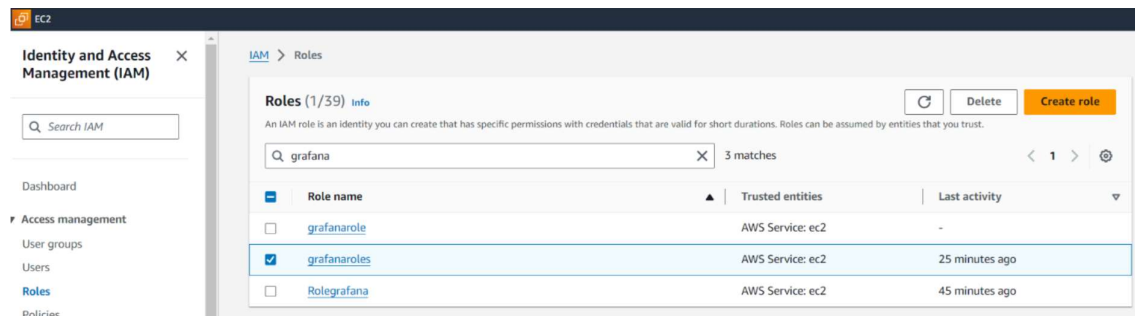 EC2
Identity and Access
Management (IAM)
Search IAM
Dashboard
Access management
User groups
Users
Roles
Policies
IAM > Roles
Roles (1/39) Info
Delete
Create role
An IAM role is an identity you can create that has specific permissions with credentials that are valid for short durations. Roles can be assumed by entities that you trust.
grafana
3 matches
1
Role name Trusted entities Last activity
grafanarole AWS Service: ec2 -
grafanaroles AWS Service: ec2 25 minutes ago
Rolegrafana AWS Service: ec2 45 minutes ago